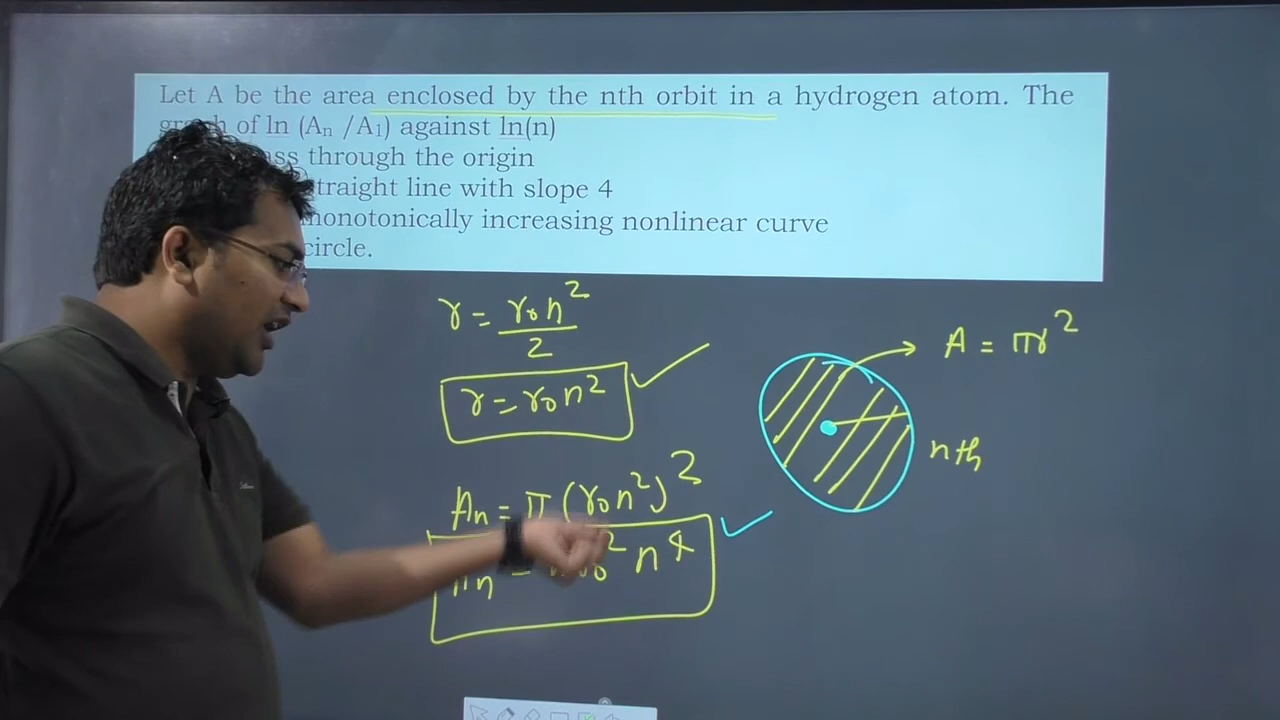 Let A be the area enclosed by the nth orbit in a hydrogen atom. The
of ln (Aₙ /A₁) against ln(n)
through the origin
straight line with slope 4
monotonically increasing nonlinear curve
circle.
r = r₀n²/2
r = r₀n²
A = πr²
nth
Aₙ = π (r₀n²)²
n⁴